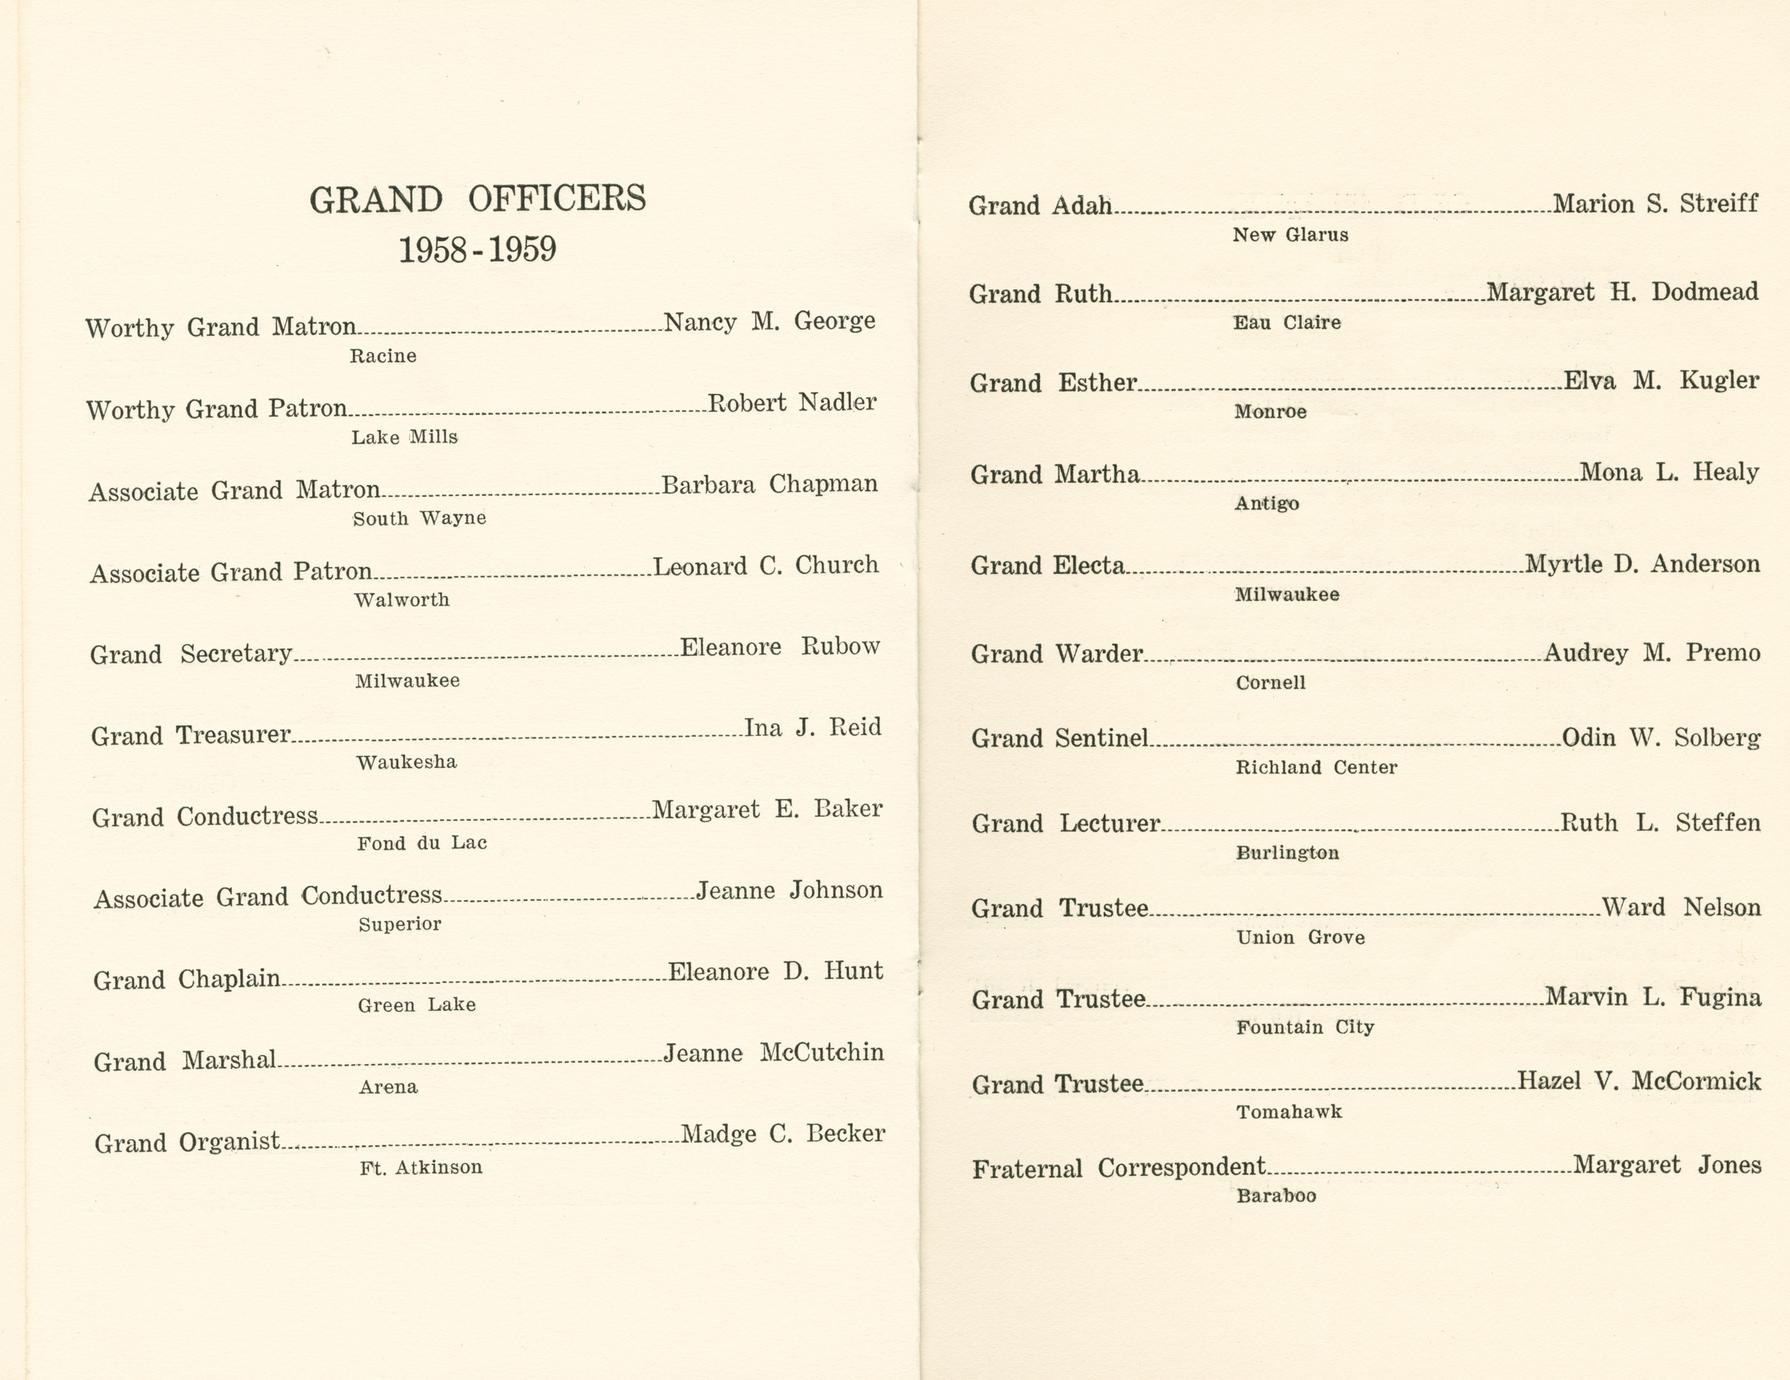 GRAND OFFICERS
1958-1959
Worthy Grand Matron Nancy M. George
Racine
Worthy Grand Patron Robert Nadler
Lake Mills
Associate Grand Matron Barbara Chapman
South Wayne
Associate Grand Patron Leonard C. Church
Walworth
Grand Secretary Eleanore Rubow
Milwaukee
Grand Treasurer Ina J. Reid
Waukesha
Grand Conductress Margaret E. Baker
Fond du Lac
Associate Grand Conductress Jeanne Johnson
Superior
Grand Chaplain Eleanore D. Hunt
Green Lake
Grand Marshal Jeanne McCutchin
Arena
Grand Organist Madge C. Becker
Ft. Atkinson
Grand Adah Marion S. Streiff
New Glarus
Grand Ruth Margaret H. Dodmead
Eau Claire
Grand Esther Elva M. Kugler
Monroe
Grand Martha Mona L. Healy
Antigo
Grand Electa Myrtle D. Anderson
Milwaukee
Grand Warder Audrey M. Premo
Cornell
Grand Sentinel Odin W. Solberg
Richland Center
Grand Lecturer Ruth L. Steffen
Burlington
Grand Trustee Ward Nelson
Union Grove
Grand Trustee Marvin L. Fugina
Fountain City
Grand Trustee Hazel V. McCormick
Tomahawk
Fraternal Correspondent Margaret Jones
Baraboo